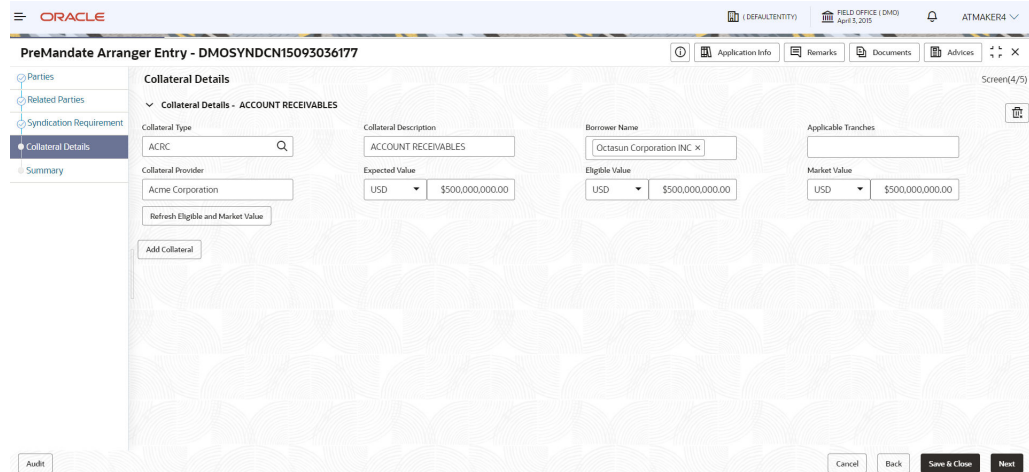 ORACLE
( DEFAULTENTITY)
FIELD OFFICE ( DMO)
April 3, 2015
ATMAKER4
PreMandate Arranger Entry - DMOSYNDCN15093036177
Application Info
Remarks
Documents
Advices
Parties
Related Parties
Syndication Requirement
Collateral Details
Summary
Collateral Details
Screen(4/5)
Collateral Details - ACCOUNT RECEIVABLES
Collateral Type
Collateral Description
Borrower Name
Applicable Tranches
ACRC
ACCOUNT RECEIVABLES
Octasun Corporation INC ×
Collateral Provider
Expected Value
Eligible Value
Market Value
Acme Corporation
USD $500,000,000.00
USD $500,000,000.00
USD $500,000,000.00
Refresh Eligible and Market Value
Add Collateral
Audit
Cancel
Back
Save & Close
Next